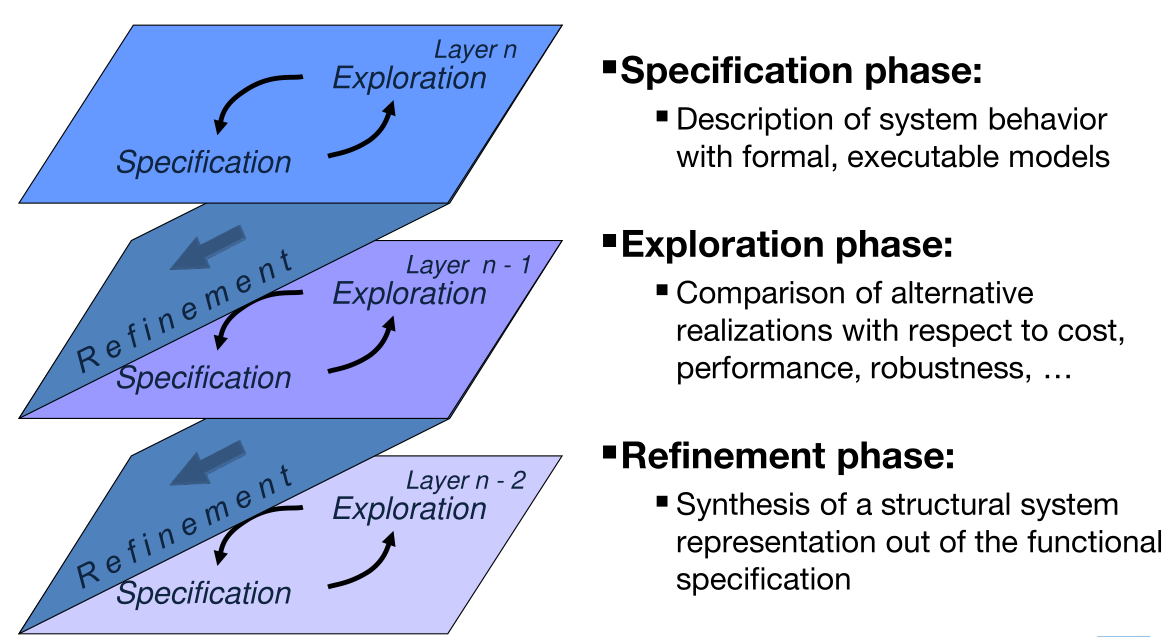 Layer n
Exploration
Specification
Refinement
Layer n - 1
Exploration
Specification
Refinement
Layer n - 2
Exploration
Specification
▪Specification phase:
▪ Description of system behavior
with formal, executable models
▪Exploration phase:
▪ Comparison of alternative
realizations with respect to cost,
performance, robustness, …
▪Refinement phase:
▪ Synthesis of a structural system
representation out of the functional
specification